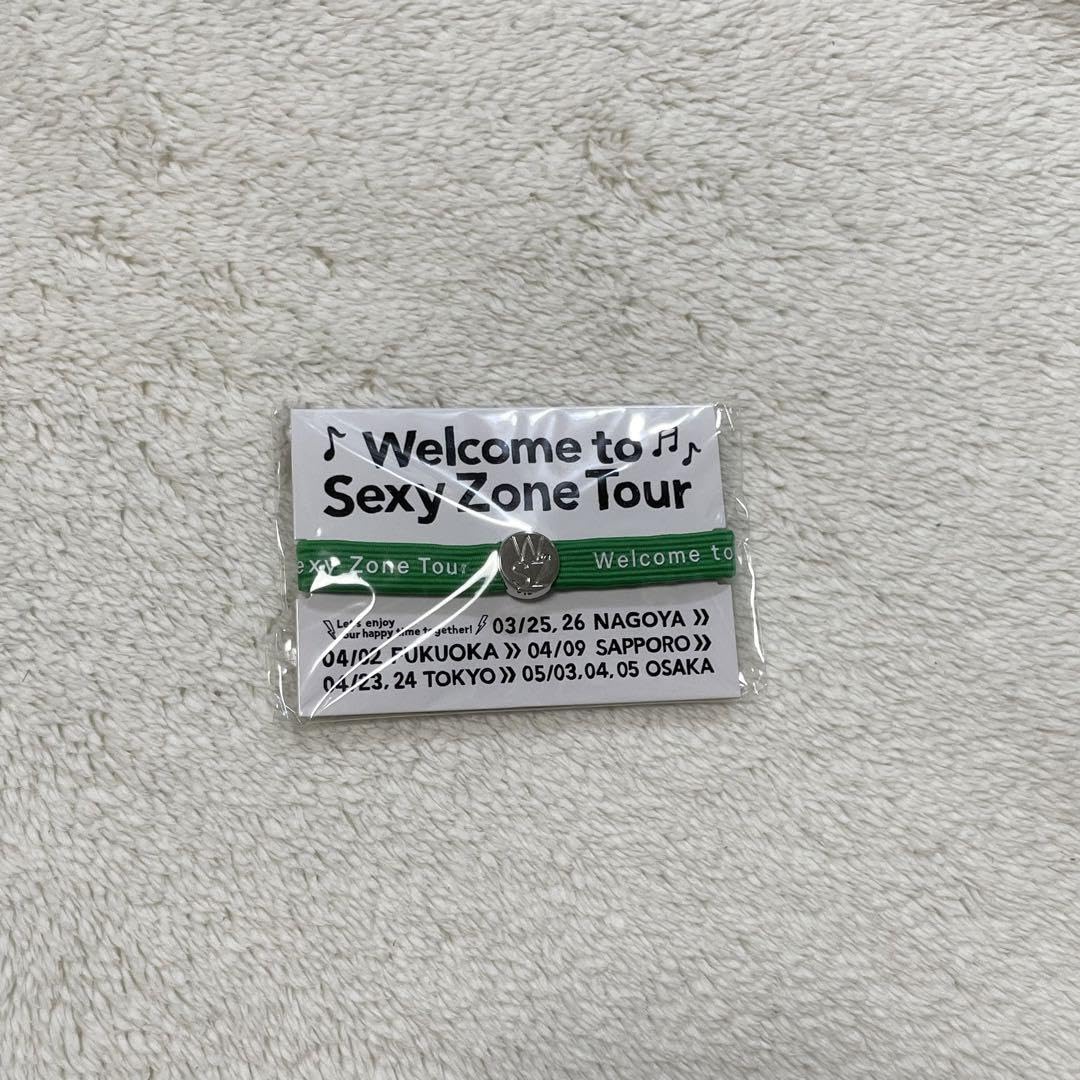 Welcome to
Sexy Zone Tour
exy Zone Tour
Welcome to
W
SZ
Let's enjoy
our happy time together!
03/25, 26 NAGOYA »
04/02 FUKUOKA » 04/09 SAPPORO »
04/23, 24 TOKYO » 05/03, 04, 05 OSAKA